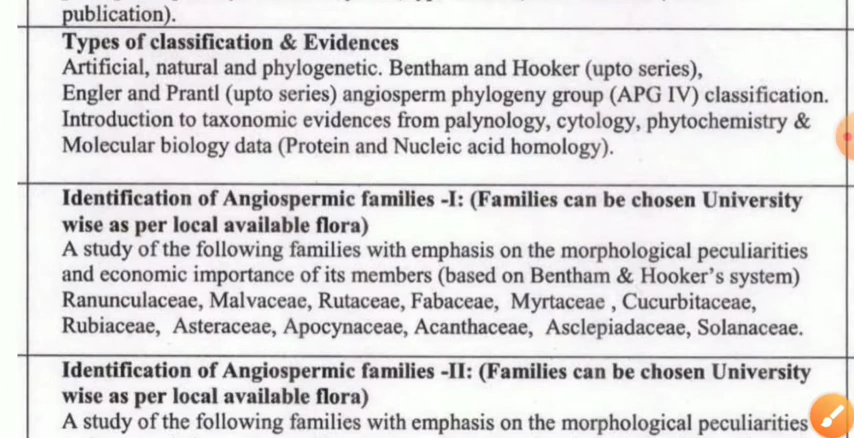 publication).
Types of classification & Evidences
Artificial, natural and phylogenetic. Bentham and Hooker (upto series),
Engler and Prantl (upto series) angiosperm phylogeny group (APG IV) classification.
Introduction to taxonomic evidences from palynology, cytology, phytochemistry &
Molecular biology data (Protein and Nucleic acid homology).
Identification of Angiospermic families -I: (Families can be chosen University
wise as per local available flora)
A study of the following families with emphasis on the morphological peculiarities
and economic importance of its members (based on Bentham & Hooker's system)
Ranunculaceae, Malvaceae, Rutaceae, Fabaceae, Myrtaceae , Cucurbitaceae,
Rubiaceae, Asteraceae, Apocynaceae, Acanthaceae, Asclepiadaceae, Solanaceae.
Identification of Angiospermic families -II: (Families can be chosen University
wise as per local available flora)
A study of the following families with emphasis on the morphological peculiarities